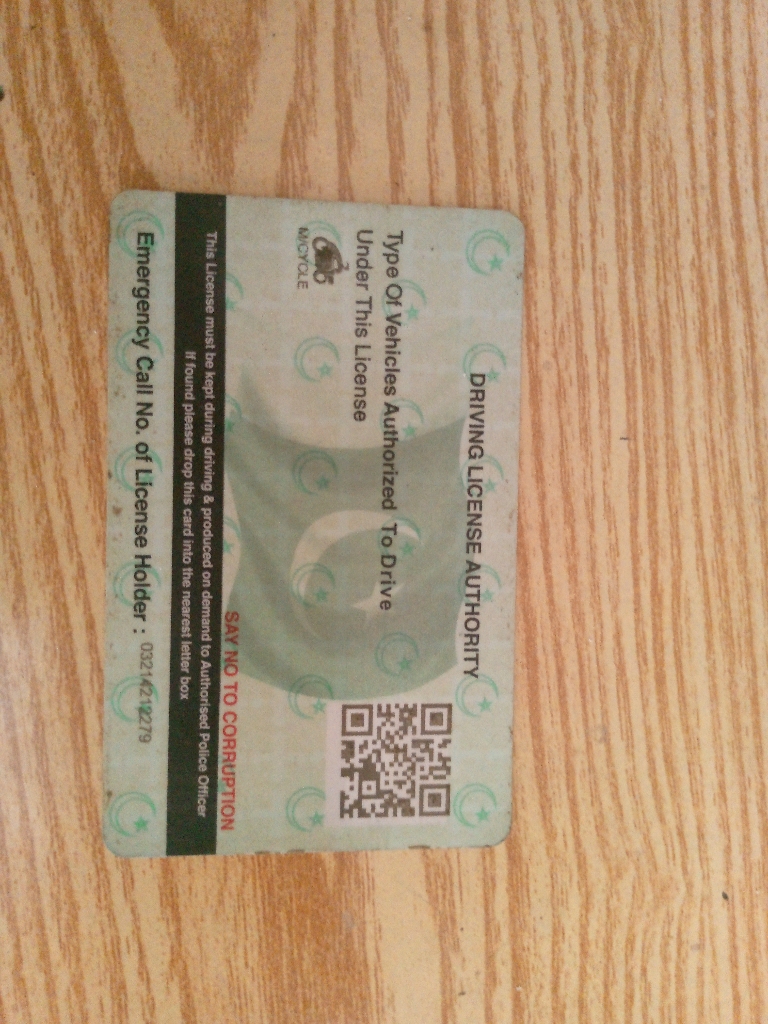 DRIVING LICENSE AUTHORITY
Type Of Vehicles Authorized To Drive
Under This License
M/CYCLE
SAY NO TO CORRUPTION
This License must be kept during driving & produced on demand to Authorised Police Officer
If found please drop this card into the nearest letter box
Emergency Call No. of License Holder : 03214212279